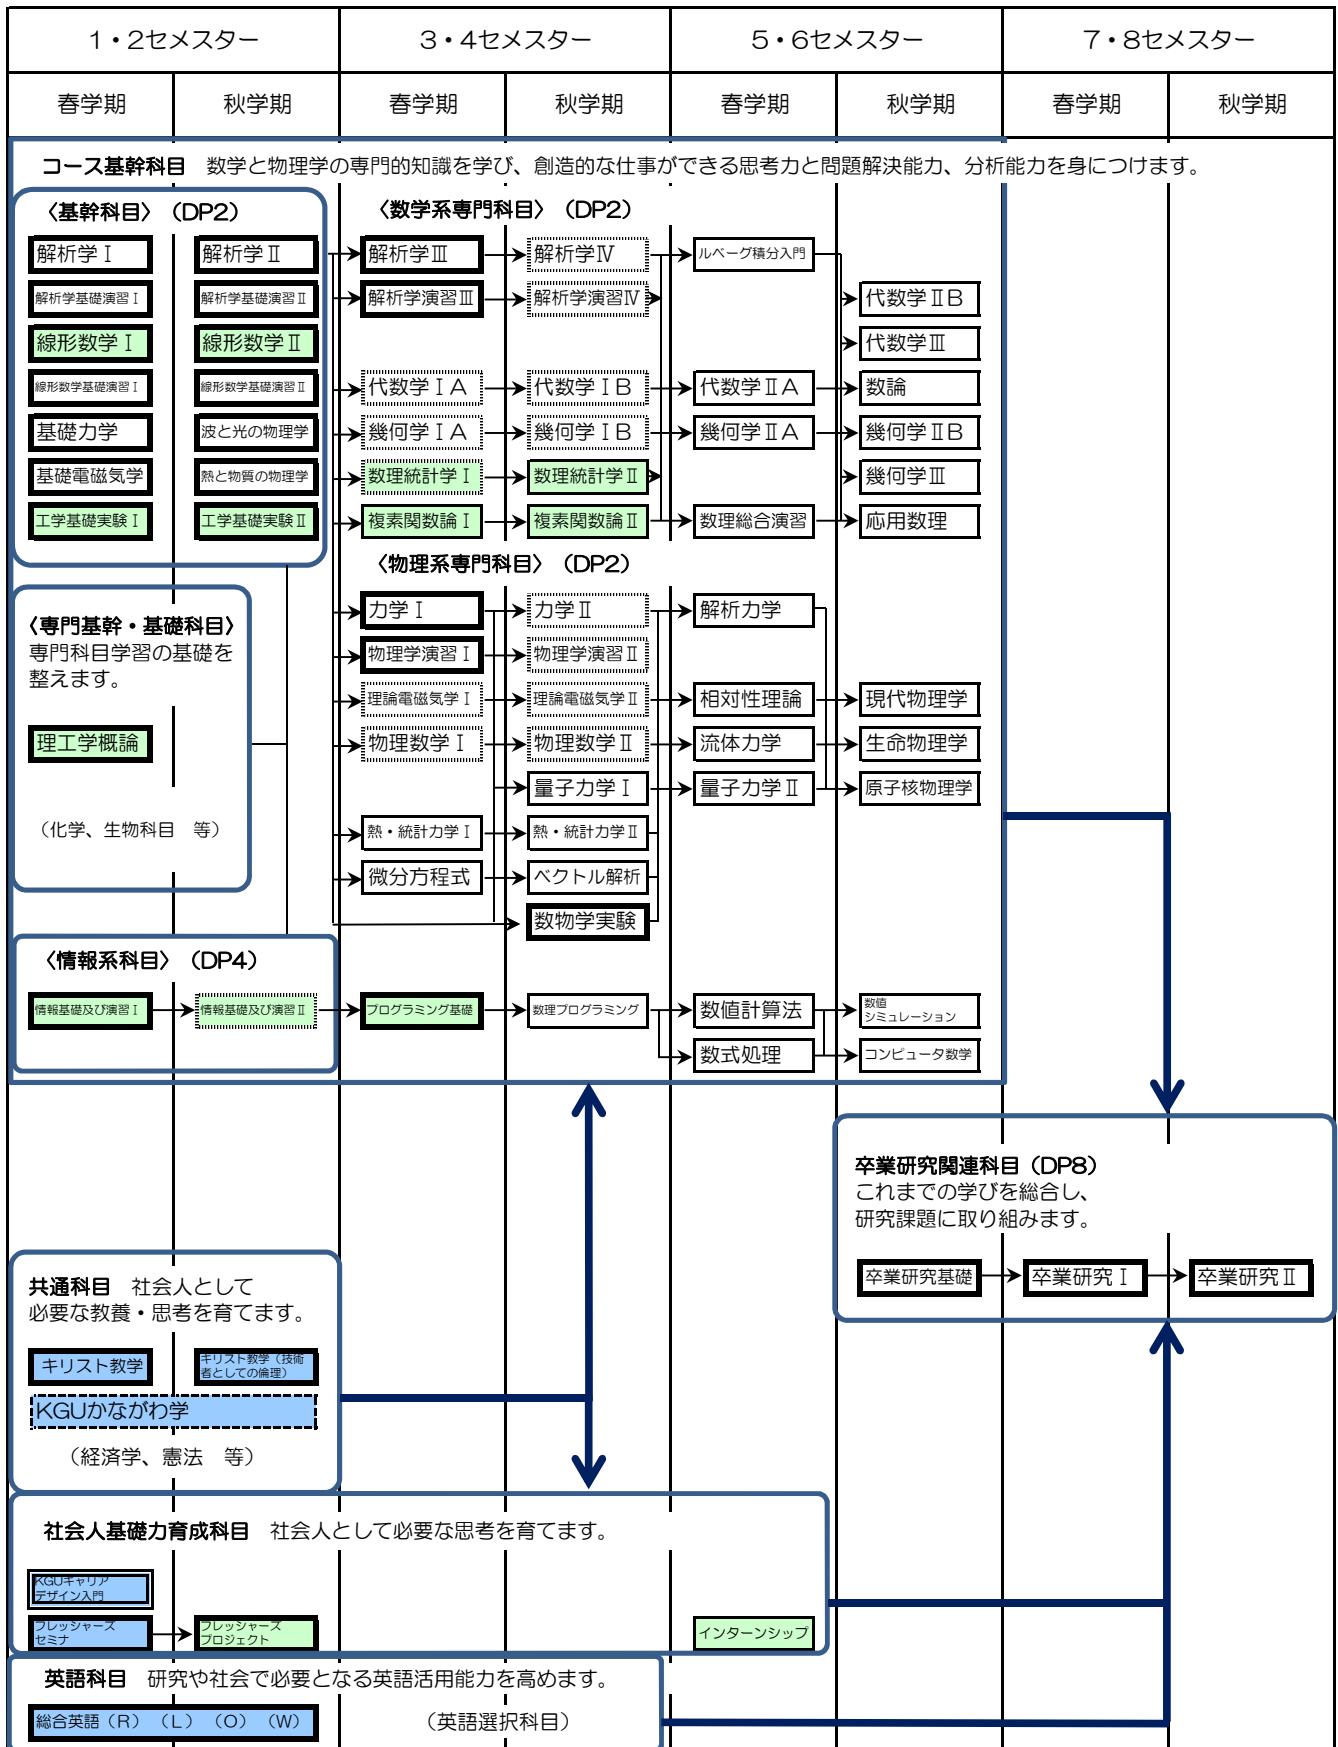 1・2セメスター 3・4セメスター 5・6セメスター 7・8セメスター
春学期 秋学期 春学期 秋学期 春学期 秋学期 春学期 秋学期
コース基幹科目 数学と物理学の専門的知識を学び、創造的な仕事ができる思考力と問題解決能力、分析能力を身につけます。
〈基幹科目〉（DP2） 〈数学系専門科目〉（DP2）
解析学Ⅰ 解析学Ⅱ 解析学Ⅲ 解析学Ⅳ ルベーグ積分入門
解析学基礎演習Ⅰ 解析学基礎演習Ⅱ 解析学演習Ⅲ 解析学演習Ⅳ 代数学ⅡB
線形数学Ⅰ 線形数学Ⅱ 代数学Ⅲ
線形数学基礎演習Ⅰ 線形数学基礎演習Ⅱ 代数学ⅠA 代数学ⅠB 代数学ⅡA 数論
基礎力学 波と光の物理学 幾何学ⅠA 幾何学ⅠB 幾何学ⅡA 幾何学ⅡB
基礎電磁気学 熱と物質の物理学 数理統計学Ⅰ 数理統計学Ⅱ 幾何学Ⅲ
工学基礎実験Ⅰ 工学基礎実験Ⅱ 複素関数論Ⅰ 複素関数論Ⅱ 数理総合演習 応用数理
〈物理系専門科目〉（DP2）
力学Ⅰ 力学Ⅱ 解析力学
〈専門基幹・基礎科目〉
専門科目学習の基礎を
整えます。
物理学演習Ⅰ 物理学演習Ⅱ
理論電磁気学Ⅰ 理論電磁気学Ⅱ 相対性理論 現代物理学
理工学概論 物理数学Ⅰ 物理数学Ⅱ 流体力学 生命物理学
量子力学Ⅰ 量子力学Ⅱ 原子核物理学
（化学、生物科目 等） 熱・統計力学Ⅰ 熱・統計力学Ⅱ
微分方程式 ベクトル解析
数物学実験
〈情報系科目〉（DP4）
情報基礎及び演習Ⅰ 情報基礎及び演習Ⅱ プログラミング基礎 数理プログラミング 数値計算法 数値
シミュレーション
数式処理 コンピュータ数学
卒業研究関連科目（DP8）
これまでの学びを総合し、
研究課題に取り組みます。
卒業研究基礎 卒業研究Ⅰ 卒業研究Ⅱ
共通科目 社会人として
必要な教養・思考を育てます。
キリスト教学 キリスト教学（技術
者としての倫理）
KGUかながわ学
（経済学、憲法 等）
社会人基礎力育成科目 社会人として必要な思考を育てます。
KGUキャリア
デザイン入門
フレッシャーズ
セミナ
フレッシャーズ
プロジェクト
インターンシップ
英語科目 研究や社会で必要となる英語活用能力を高めます。
総合英語（R）（L）（O）（W） （英語選択科目）